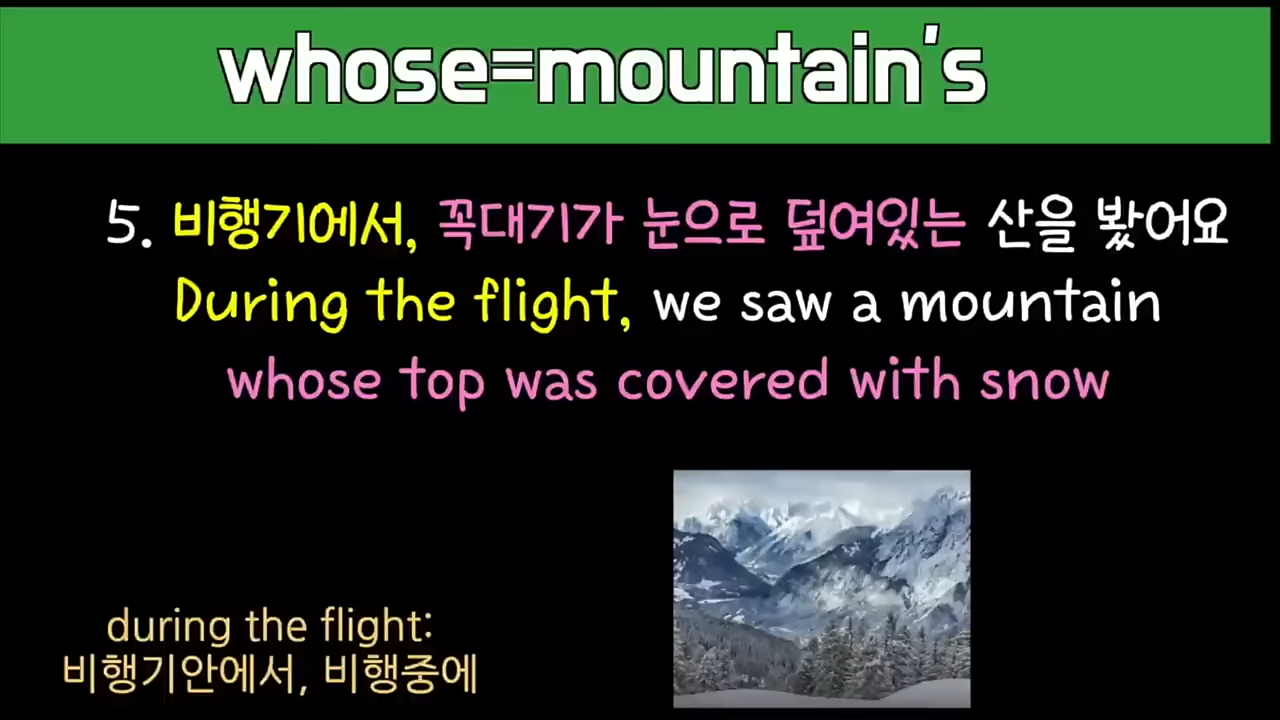 whose=mountain's
5. 비행기에서, 꼭대기가 눈으로 덮여있는 산을 봤어요
During the flight, we saw a mountain
whose top was covered with snow
during the flight:
비행기안에서, 비행중에